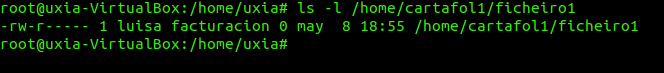 root@uxia-VirtualBox:/home/uxia# ls -l /home/cartafol1/ficheiro1
-rw-r----- 1 luisa facturacion 0 may  8 18:55 /home/cartafol1/ficheiro1
root@uxia-VirtualBox:/home/uxia#